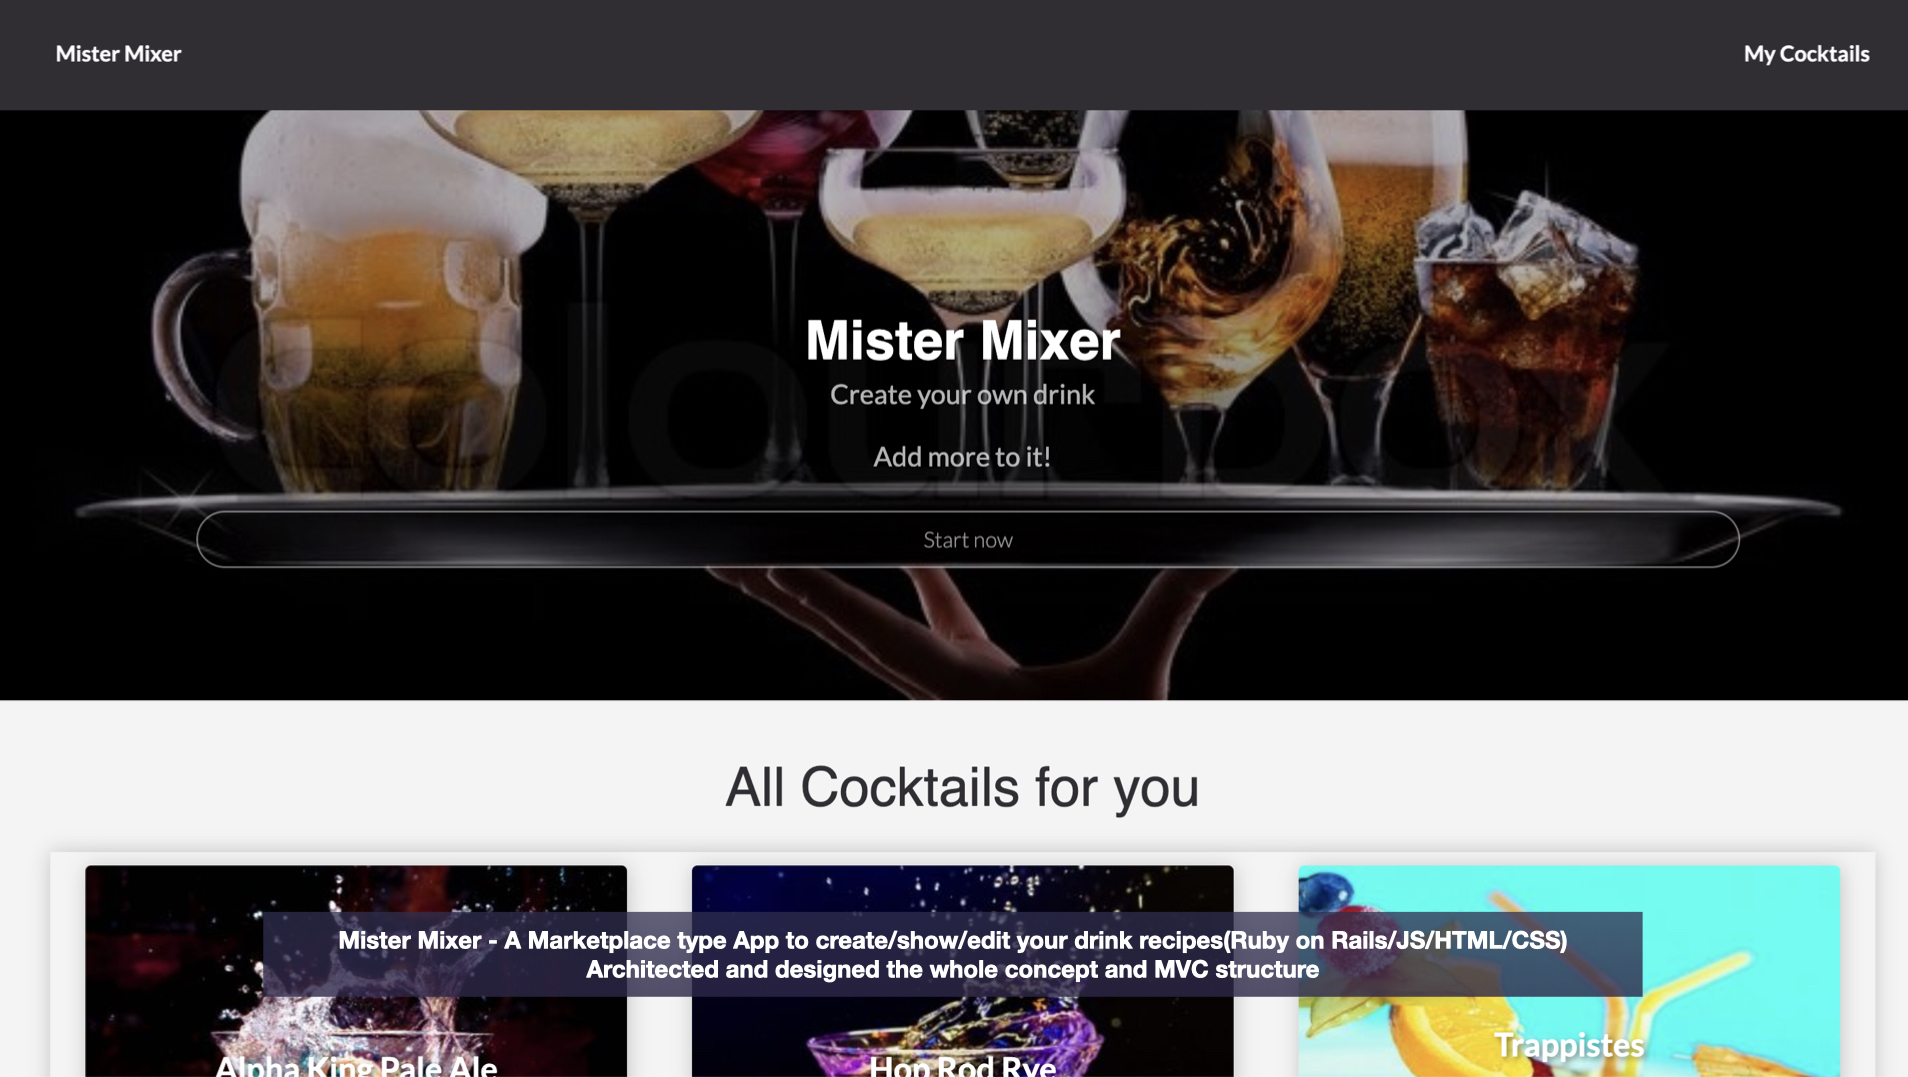 Mister Mixer
My Cocktails
Mister Mixer
Create your own drink
Add more to it!
colourbox
Start now
All Cocktails for you
Mister Mixer - A Marketplace type App to create/show/edit your drink recipes(Ruby on Rails/JS/HTML/CSS)
Architected and designed the whole concept and MVC structure
Alpha King Pale Ale
Hop Rod Rye
Trappistes